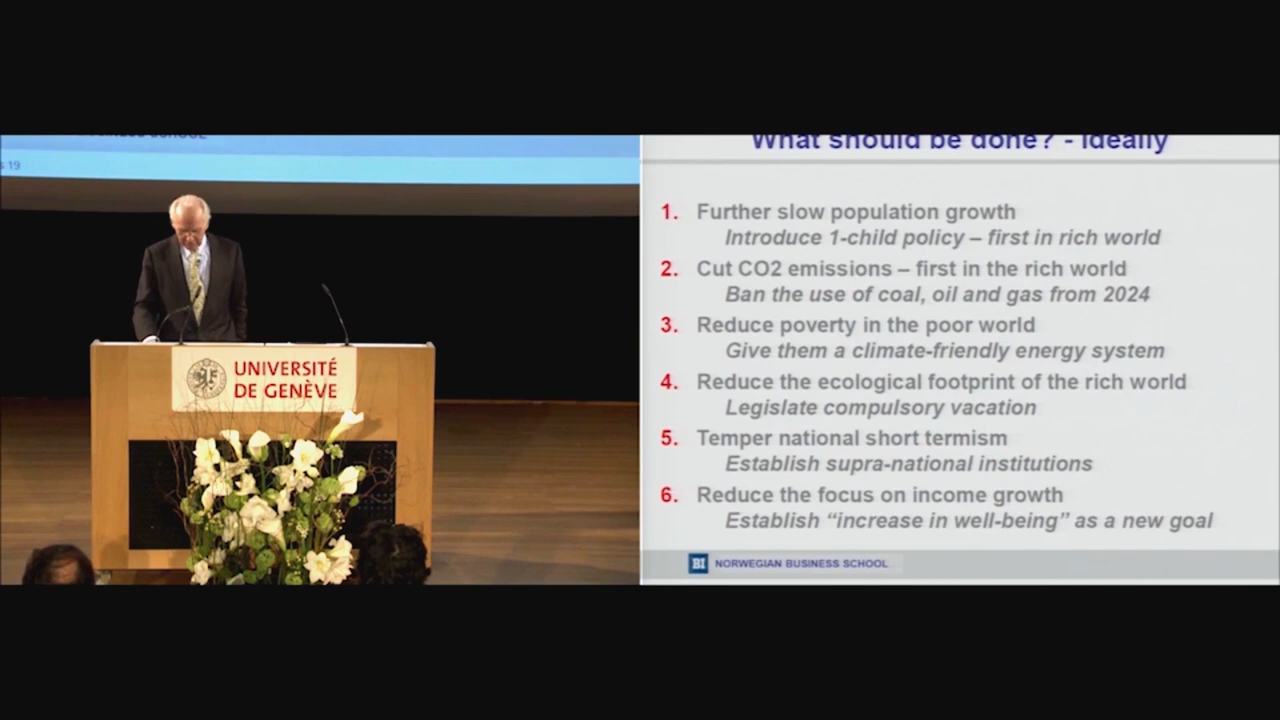 BUSINESS SCHOOL
s 19
UNIVERSITÉ
DE GENÈVE
What should be done? - Ideally
1. Further slow population growth
Introduce 1-child policy – first in rich world
2. Cut CO2 emissions – first in the rich world
Ban the use of coal, oil and gas from 2024
3. Reduce poverty in the poor world
Give them a climate-friendly energy system
4. Reduce the ecological footprint of the rich world
Legislate compulsory vacation
5. Temper national short termism
Establish supra-national institutions
6. Reduce the focus on income growth
Establish “increase in well-being” as a new goal
BI NORWEGIAN BUSINESS SCHOOL